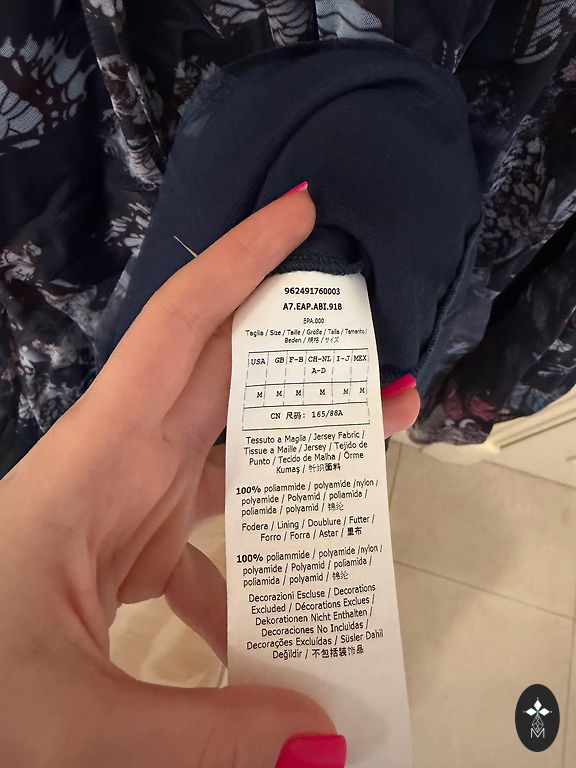 962491760003
A7.EAP.ABI.91B
ERA.000
Taglia / Size / Taille / Größe / Talla / Tamanho /
Beden / 规格 / サイズ
USA GB F-B CH-NL I-J MEX
A-D
M M M M M M
CN 尺码: 165/88A
Tessuto a Maglia / Jersey Fabric /
Tissue a Maille / Jersey / Tejido de
Punto / Tecido de Malha / Örme
Kumaş / 针织面料
100% poliammide / polyamide /nylon /
polyamide / Polyamid / poliamida /
poliamida / polyamid / 锦纶
Fodera / Lining / Doublure / Futter /
Forro / Forra / Astar / 里布
100% poliammide / polyamide /nylon /
polyamide / Polyamid / poliamida /
poliamida / polyamid / 锦纶
Decorazioni Escluse / Decorations
Excluded / Décorations Exclues /
Dekorationen Nicht Enthalten /
Decoraciones No Incluidas /
Decorações Excluídas / Süsler Dahil
Değildir / 不包括装饰品
M